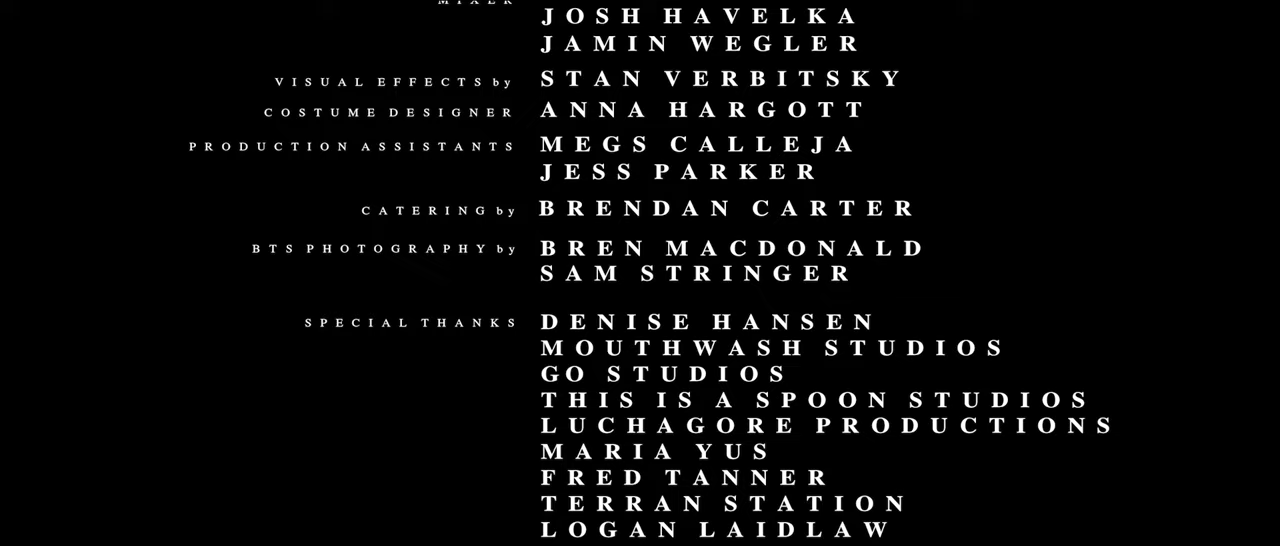 MIXER
JOSH HAVELKA
JAMIN WEGLER
VISUAL EFFECTS by STAN VERBITSKY
COSTUME DESIGNER ANNA HARGOTT
PRODUCTION ASSISTANTS MEGS CALLEJA
JESS PARKER
CATERING by BRENDAN CARTER
BTS PHOTOGRAPHY by BREN MACDONALD
SAM STRINGER
SPECIAL THANKS DENISE HANSEN
MOUTHWASH STUDIOS
GO STUDIOS
THIS IS A SPOON STUDIOS
LUCHAGORE PRODUCTIONS
MARIA YUS
FRED TANNER
TERRAN STATION
LOGAN LAIDLAW